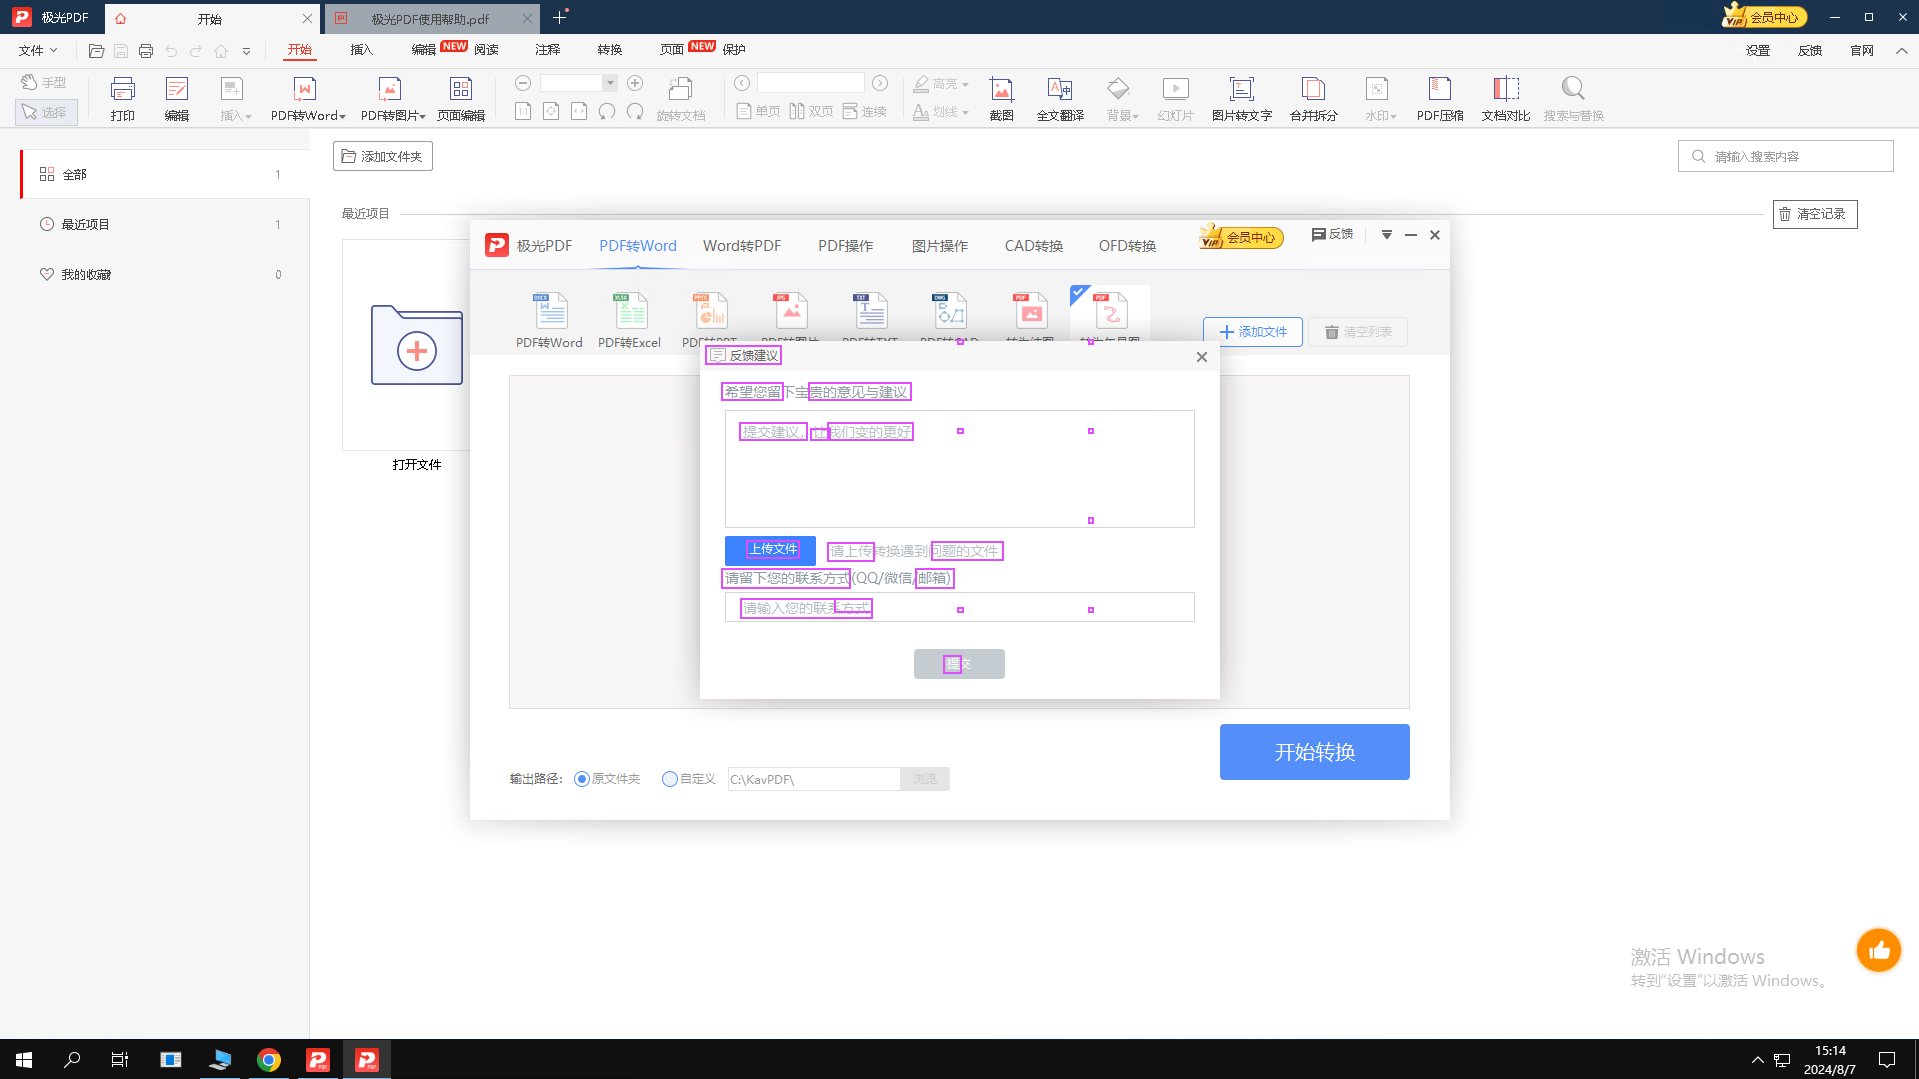 极光PDF
开始
极光PDF使用帮助.pdf
VIP 会员中心
文件
开始
插入
编辑 NEW
阅读
注释
转换
页面 NEW
保护
设置
反馈
官网
手型
选择
打印
编辑
插入
PDF转Word
PDF转图片
页面编辑
1:1
旋转文档
单页
双页
连续
高亮
划线
截图
全文翻译
背景
幻灯片
图片转文字
合并拆分
水印
PDF压缩
文档对比
搜索与替换
全部 1
最近项目 1
我的收藏 0
添加文件夹
请输入搜索内容
最近项目
清空记录
打开文件
极光PDF
PDF转Word
Word转PDF
PDF操作
图片操作
CAD转换
OFD转换
VIP 会员中心
反馈
DOCX
XLSX
PPTX
JPG
TXT
DWG
PDF
PDF
PDF转Word
PDF转Excel
PDF转PPT
PDF转图片
PDF转TXT
PDF转CAD
添加文件
清空列表
反馈建议
希望您留下宝贵的意见与建议
提交建议，让我们变的更好
上传文件
请上传转换遇到问题的文件
请留下您的联系方式(QQ/微信/邮箱)
请输入您的联系方式
提交
开始转换
输出路径:
原文件夹
自定义
C:\KavPDF\
浏览
激活 Windows
转到“设置”以激活 Windows。
15:14
2024/8/7